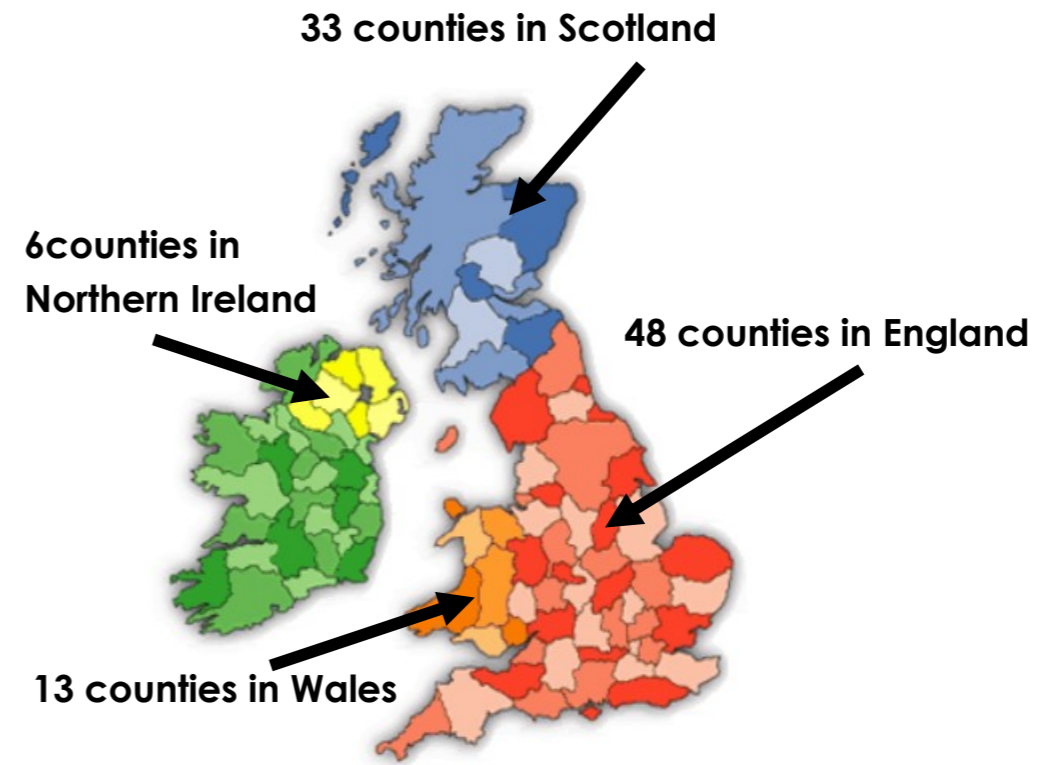 33 counties in Scotland
6counties in
Northern Ireland
48 counties in England
13 counties in Wales